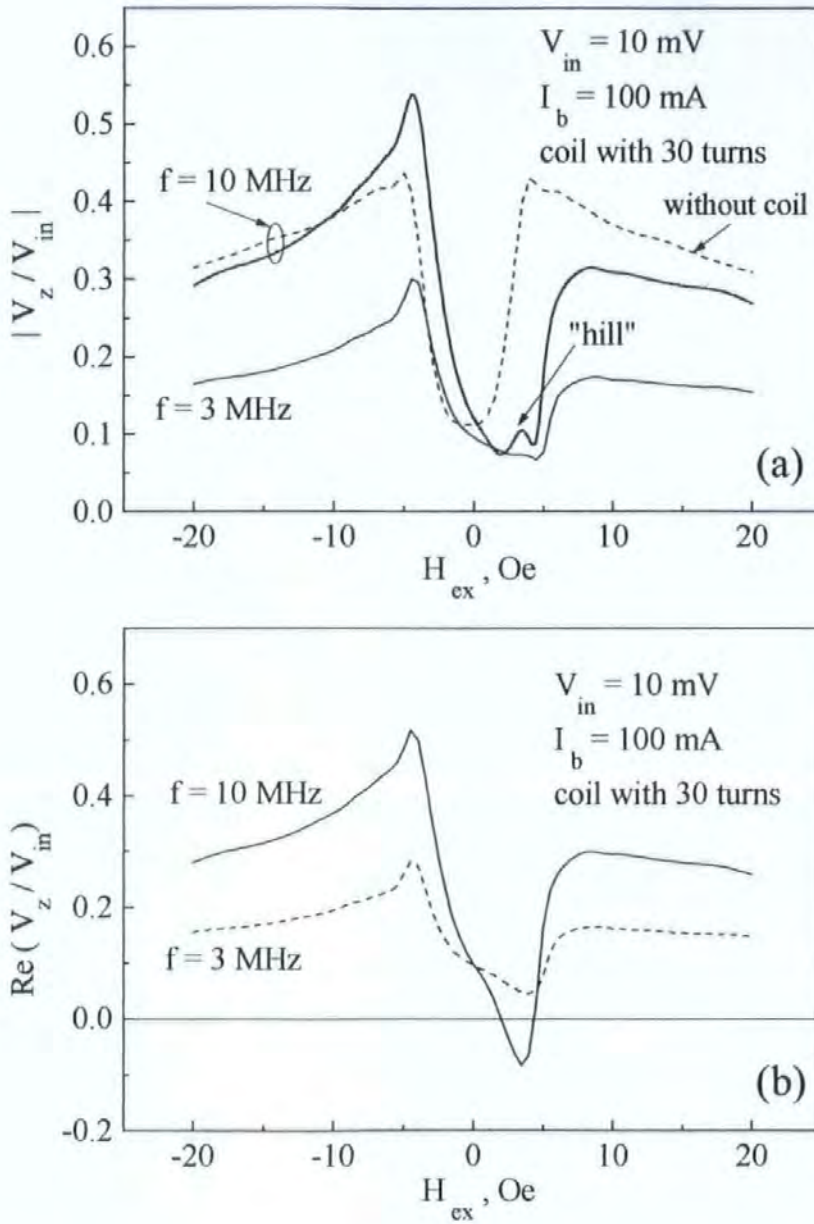 0.6
0.5
0.4
0.3
0.2
0.1
0.0
| V_z / V_in |
V_in = 10 mV
I_b = 100 mA
coil with 30 turns
f = 10 MHz
without coil
"hill"
f = 3 MHz
(a)
-20 -10 0 10 20
H_ex , Oe
0.6
0.4
0.2
0.0
-0.2
Re ( V_z / V_in )
V_in = 10 mV
I_b = 100 mA
coil with 30 turns
f = 10 MHz
f = 3 MHz
(b)
-20 -10 0 10 20
H_ex , Oe